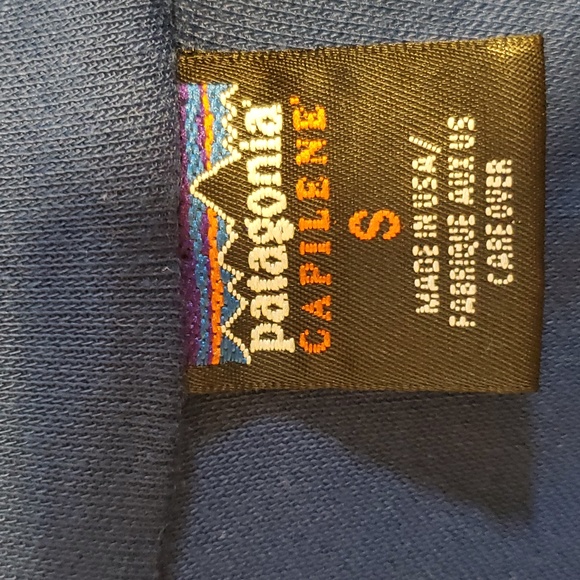 patagonia®
CAPILENE®
S
MADE IN USA/
FABRIQUE AUX US
CARE OVER